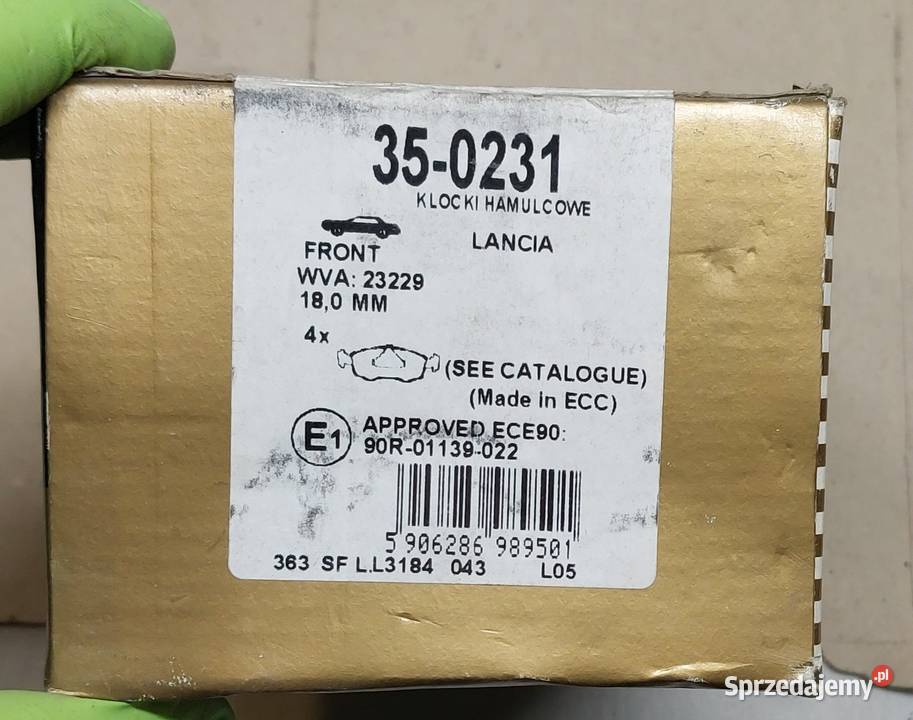 35-0231
KLOCKI HAMULCOWE
LANCIA
FRONT
WVA: 23229
18,0 MM
4x
(SEE CATALOGUE)
(Made in ECC)
E1
APPROVED ECE90:
90R-01139-022
5 906286 989501
363 SF L.L3184 043 L05
Sprzedajemy.pl